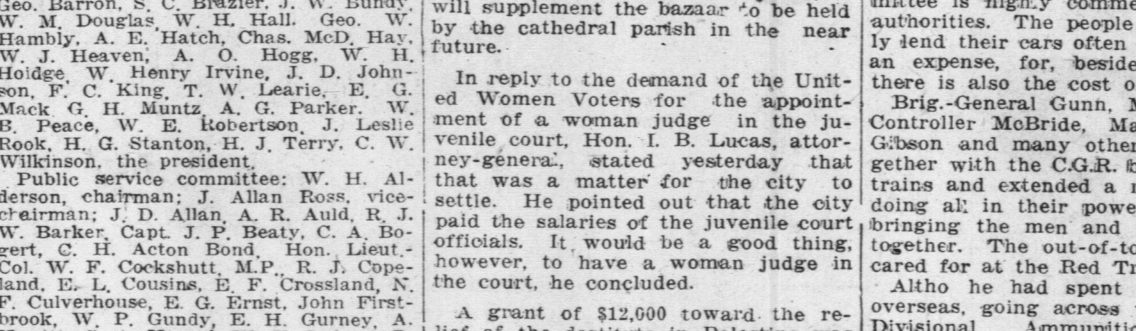 Geo. Barron, S. C. Brazier, J. W. Bundy,
W. M. Douglas, W. H. Hall. Geo. W.
Hambly, A. E. Hatch, Chas. McD. Hay,
W. J. Heaven, A. O. Hogg, W. H.
Hoidge, W. Henry Irvine, J. D. John-
son, F. C. King, T. W. Learie, E. G.
Mack, G. H. Muntz, A. G. Parker. W.
B. Peace, W. E. Robertson, J. Leslie
Rook, H. G. Stanton, H. J. Terry, C. W.
Wilkinson, the president.
Public service committee: W. H. Al-
derson, chairman; J. Allan Ross, vice-
chairman; J. D. Allan, A. R. Auld, R. J.
W. Barker, Capt. J. P. Beaty, C. A. Bo-
gert, C. H. Acton Bond, Hon. Lieut.-
Col. W. F. Cockshutt, M.P., R. J. Cope-
land, E. L. Cousins, E. F. Crossland, N.
F. Culverhouse, E. G. Ernst, John First-
brook, W. P. Gundy, E. H. Gurney, A.
will supplement the bazaar to be held
by the cathedral parish in the near
future.
In reply to the demand of the Unit-
ed Women Voters for the appoint-
ment of a woman judge in the ju-
venile court, Hon. I. B. Lucas, attor-
ney-general, stated yesterday that
that was a matter for the city to
settle. He pointed out that the city
paid the salaries of the juvenile court
officials. It would be a good thing,
however, to have a woman judge in
the court, he concluded.
A grant of $12,000 toward the re-
lief of the destitute in Palestine was
mittee is highly
authorities. The people
ly lend their cars often
an expense, for, beside
there is also the cost o
Brig.-General Gunn, M
Controller McBride, Ma
Gibson and many other
gether with the C.G.R.
trains and extended a
doing all in their powe
bringing the men and
together. The out-of-to
cared for at the Red Tr
Altho he had spent
overseas, going across
Divisional Ammuniti